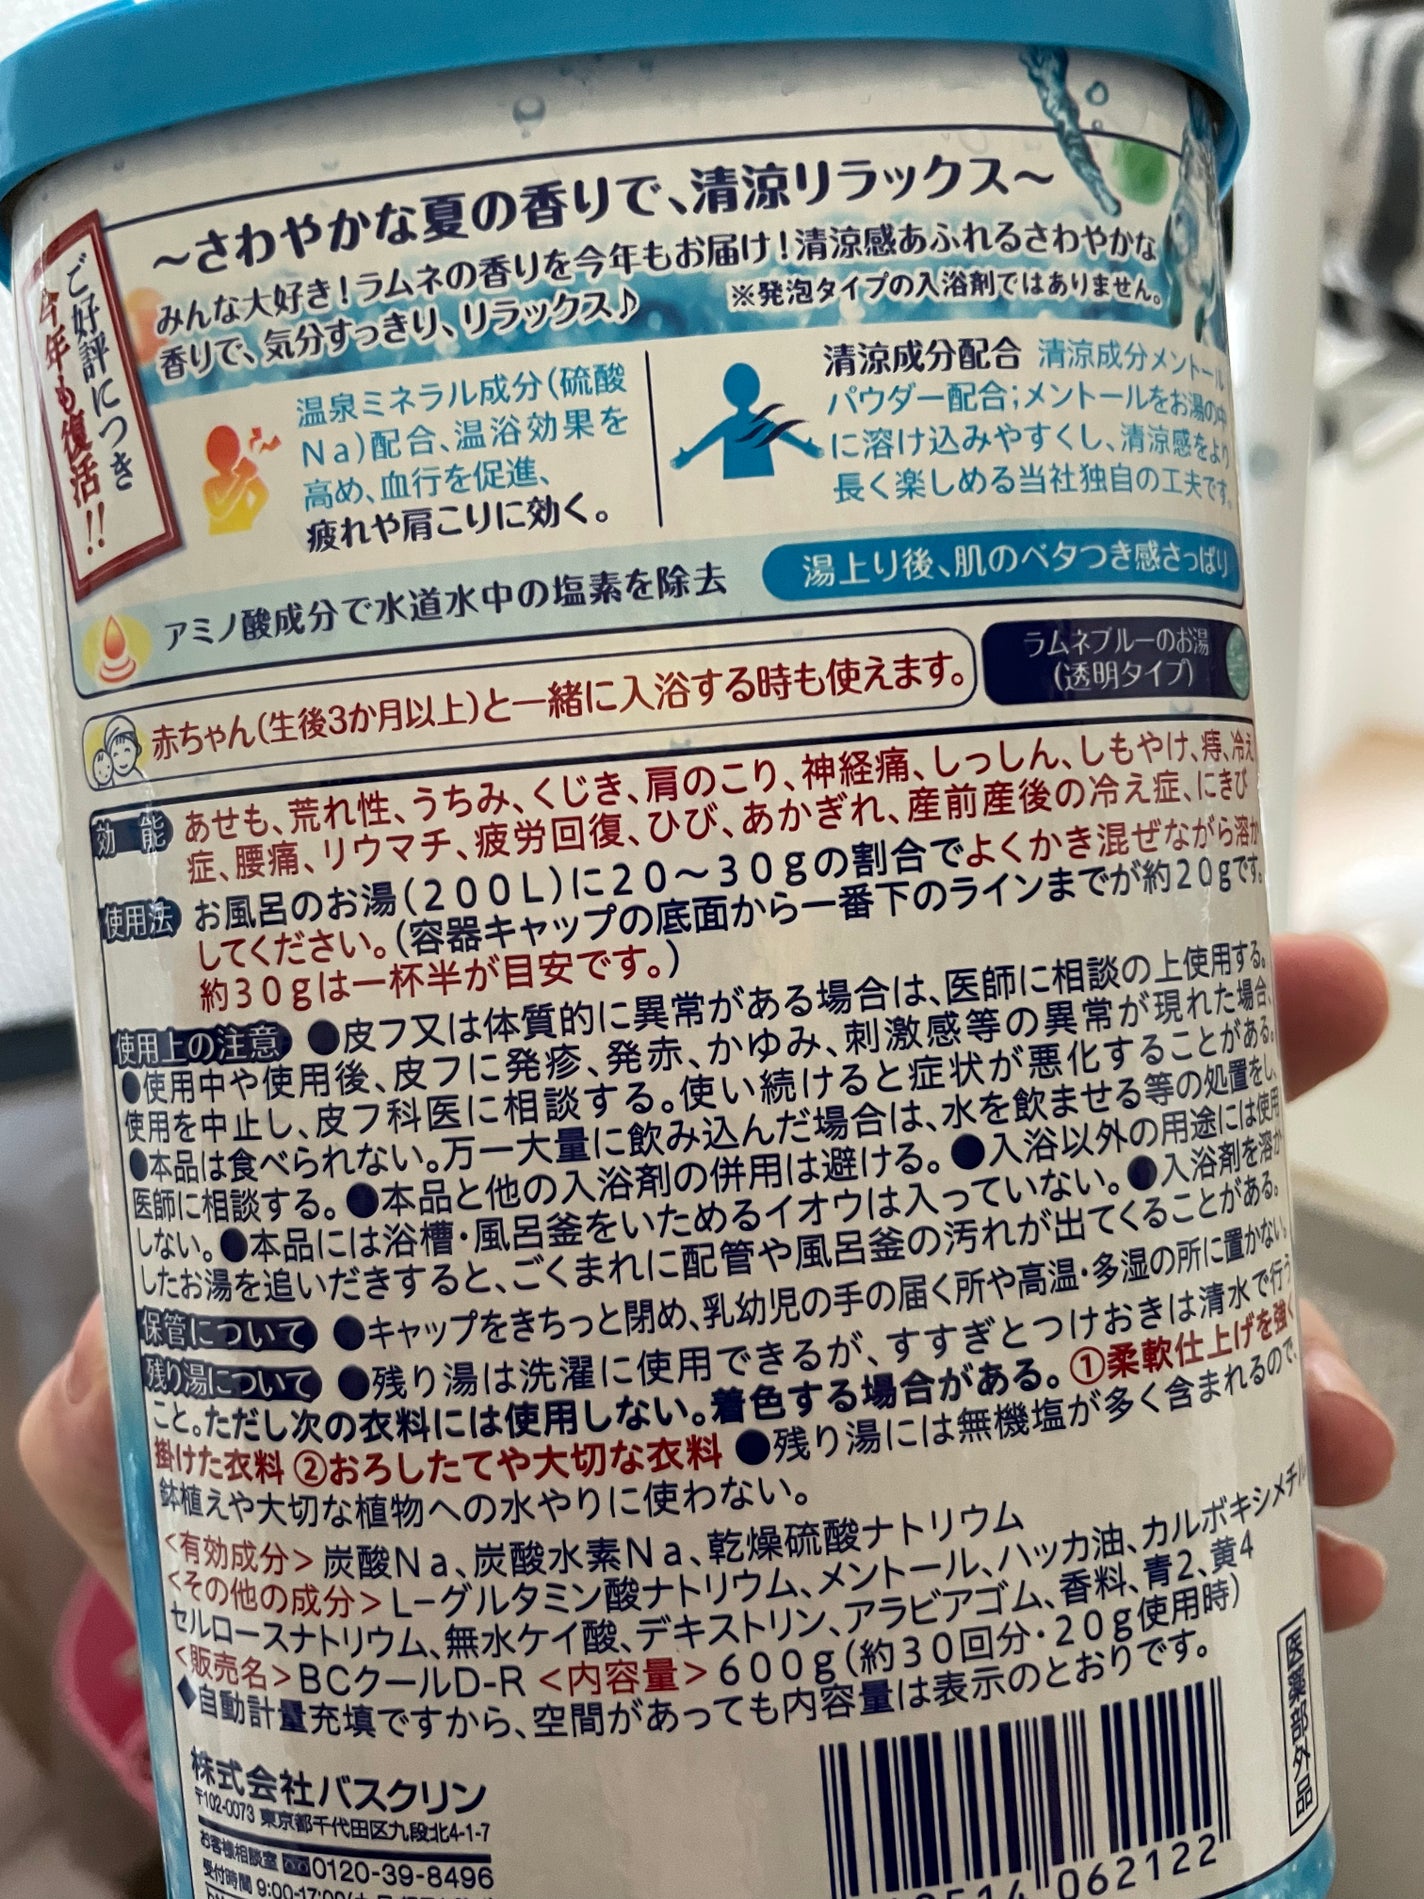 ～さわやかな夏の香りで、清涼リラックス～
みんな大好き！ラムネの香りを今年もお届け！清涼感あふれるさわやかな
香りで、気分すっきり、リラックス♪
※発泡タイプの入浴剤ではありません。
ご好評につき
今年も復活!!
温泉ミネラル成分(硫酸
Na)配合、温浴効果を
高め、血行を促進、
疲れや肩こりに効く。
清涼成分配合 清涼成分メントール
パウダー配合;メントールをお湯の中
に溶け込みやすくし、清涼感をより
長く楽しめる当社独自の工夫です。
アミノ酸成分で水道水中の塩素を除去
湯上り後、肌のベタつき感さっぱり
赤ちゃん(生後3か月以上)と一緒に入浴する時も使えます。
ラムネブルーのお湯
(透明タイプ)
効能 あせも、荒れ性、うちみ、くじき、肩のこり、神経痛、しっしん、しもやけ、痔、冷え
症、腰痛、リウマチ、疲労回復、ひび、あかぎれ、産前産後の冷え症、にきび
使用法 お風呂のお湯(200L)に20～30gの割合でよくかき混ぜながら溶か
してください。(容器キャップの底面から一番下のラインまでが約20gです。
約30gは一杯半が目安です。)
使用上の注意 ●皮フ又は体質的に異常がある場合は、医師に相談の上使用する。
●使用中や使用後、皮フに発疹、発赤、かゆみ、刺激感等の異常が現れた場合、
使用を中止し、皮フ科医に相談する。使い続けると症状が悪化することがある。
●本品は食べられない。万一大量に飲み込んだ場合は、水を飲ませる等の処置をし、
医師に相談する。●本品と他の入浴剤の併用は避ける。●入浴以外の用途には使用
しない。●本品には浴槽・風呂釜をいためるイオウは入っていない。●入浴剤を溶か
したお湯を追いだきすると、ごくまれに配管や風呂釜の汚れが出てくることがある。
保管について ●キャップをきちっと閉め、乳幼児の手の届く所や高温・多湿の所に置かない。
残り湯について ●残り湯は洗濯に使用できるが、すすぎとつけおきは清水で行う
こと。ただし次の衣料には使用しない。着色する場合がある。①柔軟仕上げを強く
掛けた衣料 ②おろしたてや大切な衣料 ●残り湯には無機塩が多く含まれるので、
鉢植えや大切な植物への水やりに使わない。
<有効成分> 炭酸Na、炭酸水素Na、乾燥硫酸ナトリウム
<その他の成分> L-グルタミン酸ナトリウム、メントール、ハッカ油、カルボキシメチル
セルロースナトリウム、無水ケイ酸、デキストリン、アラビアゴム、香料、青2、黄4
<販売名> BCクールD-R <内容量> 600g(約30回分・20g使用時)
◆自動計量充填ですから、空間があっても内容量は表示のとおりです。
医薬部外品
株式会社バスクリン
〒102-0073 東京都千代田区九段北4-1-7
お客様相談室 0120-39-8496
受付時間 9:00-17:00
062122